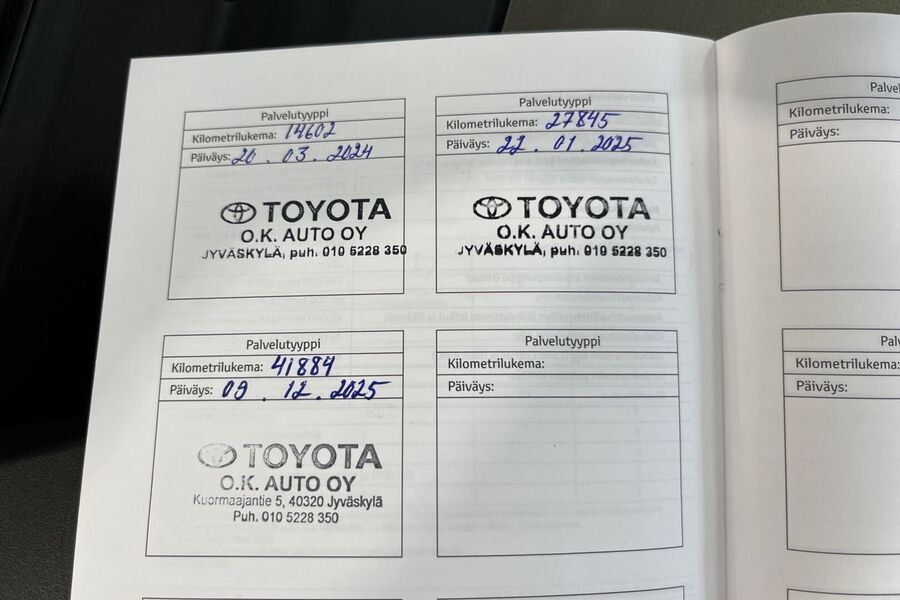 Palvelutyyppi
Kilometrilukema: 14602
Päiväys: 20 . 03 . 2024
TOYOTA
O.K. AUTO OY
JYVÄSKYLÄ, puh. 010 5228 350
Palvelutyyppi
Kilometrilukema: 27845
Päiväys: 22 . 01 . 2025
TOYOTA
O.K. AUTO OY
JYVÄSKYLÄ, puh. 010 5228 350
Kilometrilukema:
Päiväys:
Palvelutyyppi
Kilometrilukema: 41884
Päiväys: 09 . 12 . 2025
TOYOTA
O.K. AUTO OY
Kuormaajantie 5, 40320 Jyväskylä
Puh. 010 5228 350
Palvelutyyppi
Kilometrilukema:
Päiväys:
Kilometrilukema:
Päiväys: